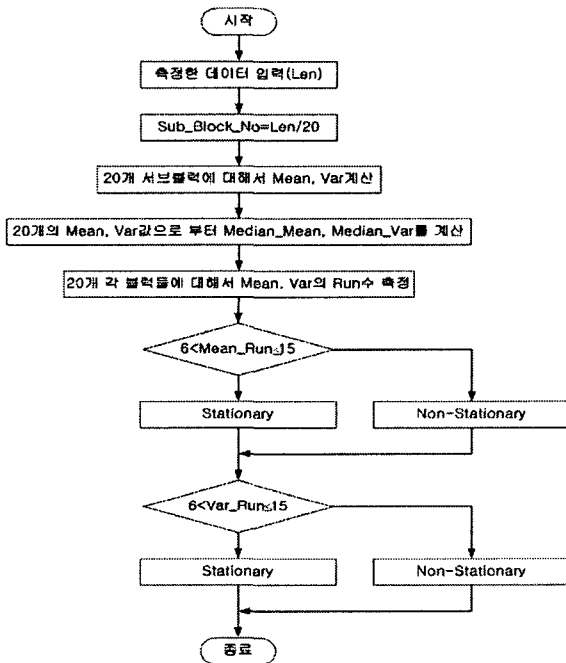 시작
측정한 데이터 입력(Len)
Sub_Block_No=Len/20
20개 서브블럭에 대해서 Mean, Var계산
20개의 Mean, Var값으로 부터 Median_Mean, Median_Var를 계산
20개 각 블럭들에 대해서 Mean, Var의 Run수 측정
6<Mean_Run≤15
Stationary
Non-Stationary
6<Var_Run≤15
Stationary
Non-Stationary
종료